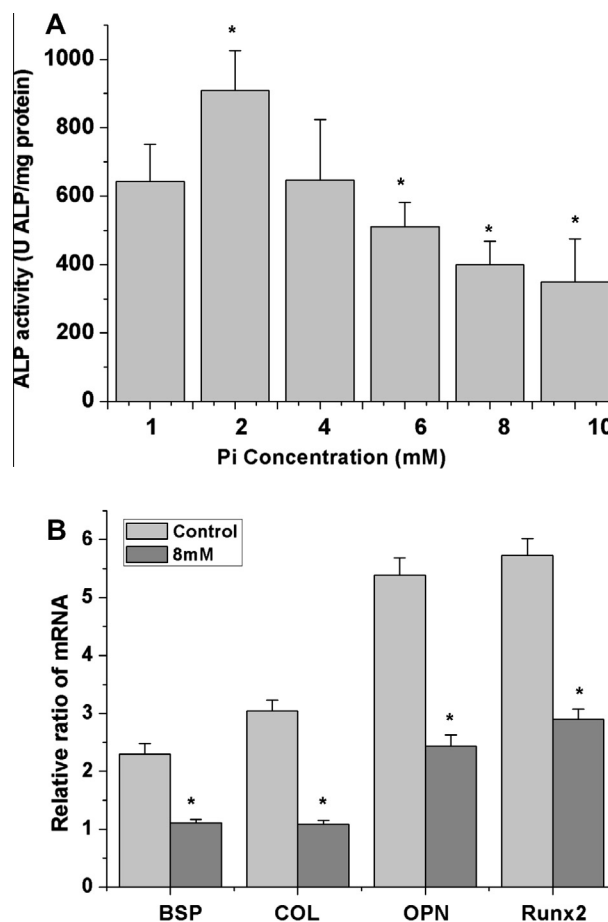 A
ALP activity (U ALP/mg protein)
1000
800
600
400
200
0
*
*
*
*
1 2 4 6 8 10
Pi Concentration (mM)
B
Control
8mM
Relative ratio of mRNA
6
5
4
3
2
1
0
*
*
*
*
BSP COL OPN Runx2